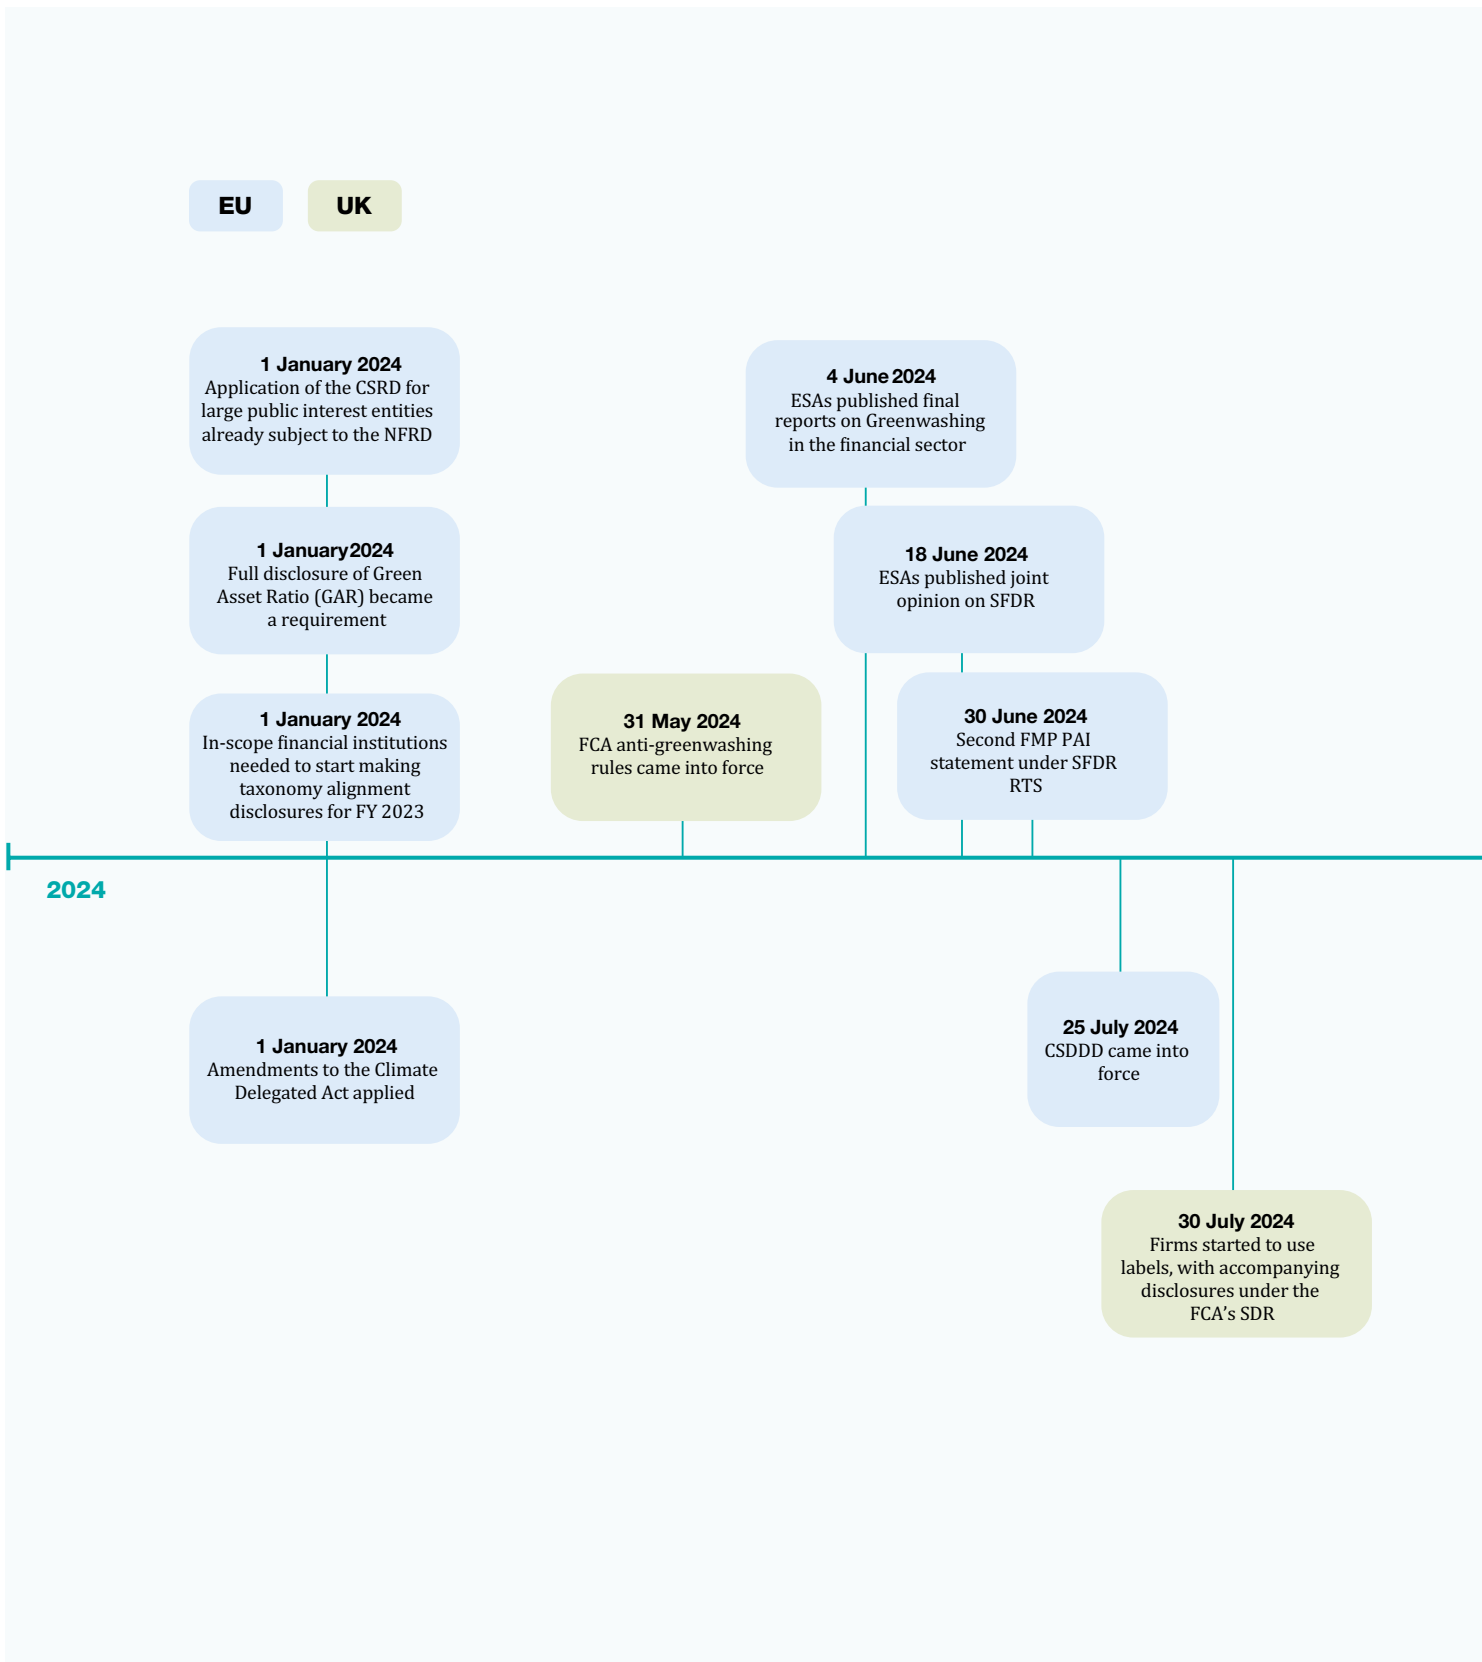 EU
UK
1 January 2024
Application of the CSRD for
large public interest entities
already subject to the NFRD
1 January 2024
Full disclosure of Green
Asset Ratio (GAR) became
a requirement
1 January 2024
In-scope financial institutions
needed to start making
taxonomy alignment
disclosures for FY 2023
31 May 2024
FCA anti-greenwashing
rules came into force
4 June 2024
ESAs published final
reports on Greenwashing
in the financial sector
18 June 2024
ESAs published joint
opinion on SFDR
30 June 2024
Second FMP PAI
statement under SFDR
RTS
2024
1 January 2024
Amendments to the Climate
Delegated Act applied
25 July 2024
CSDDD came into
force
30 July 2024
Firms started to use
labels, with accompanying
disclosures under the
FCA’s SDR